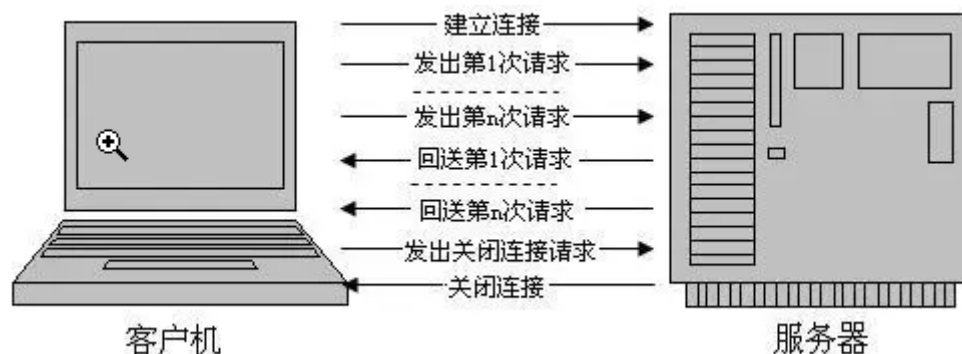 建立连接
发出第1次请求
发出第n次请求
回送第1次请求
回送第n次请求
发出关闭连接请求
关闭连接
客户机
服务器